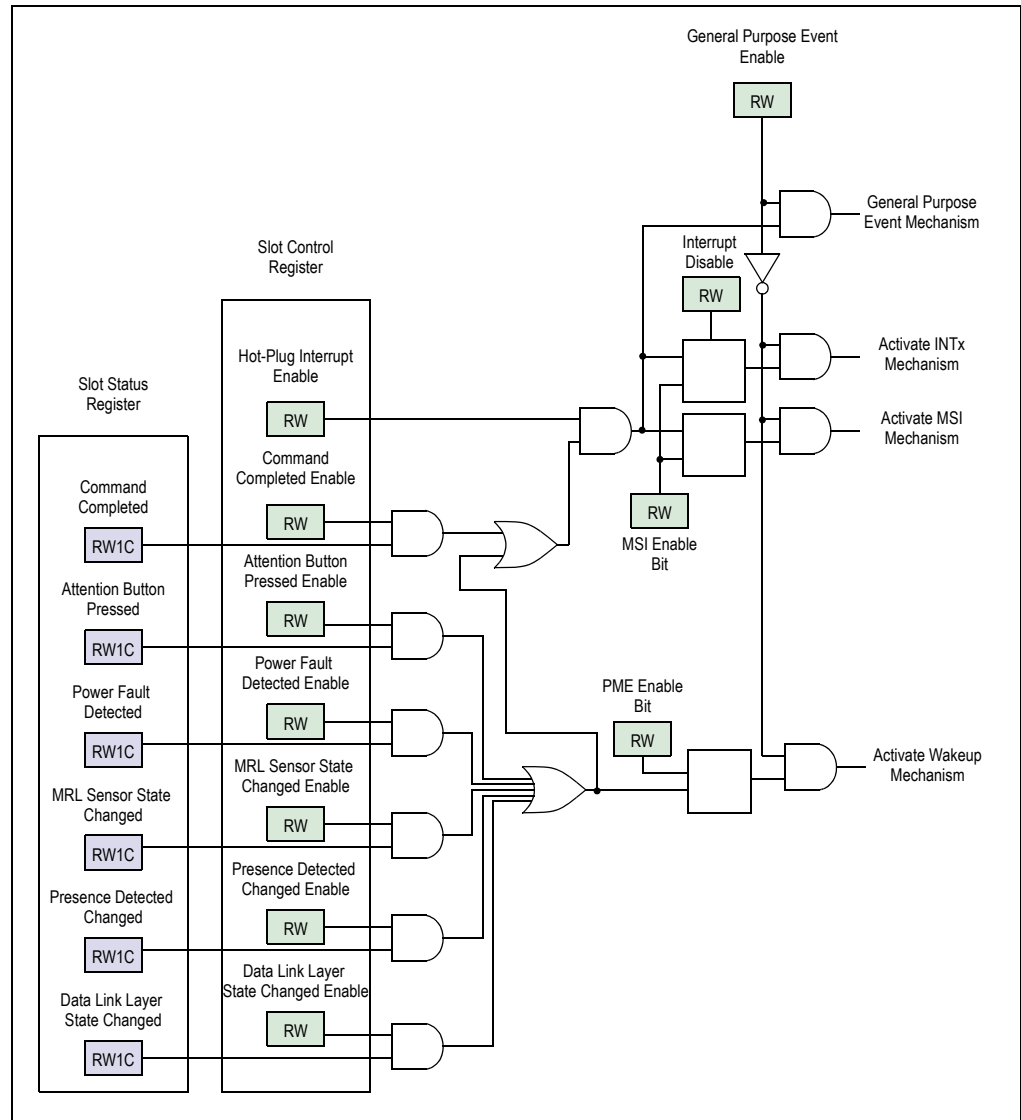 General Purpose Event
Enable
RW
General Purpose
Event Mechanism
Interrupt
Disable
RW
Activate INTx
Mechanism
Activate MSI
Mechanism
RW
MSI Enable
Bit
PME Enable
Bit
RW
Activate Wakeup
Mechanism
Slot Control
Register
Hot-Plug Interrupt
Enable
RW
Command
Completed Enable
RW
Attention Button
Pressed Enable
RW
Power Fault
Detected Enable
RW
MRL Sensor State
Changed Enable
RW
Presence Detected
Changed Enable
RW
Data Link Layer
State Changed Enable
RW
Slot Status
Register
Command
Completed
RW1C
Attention Button
Pressed
RW1C
Power Fault
Detected
RW1C
MRL Sensor State
Changed
RW1C
Presence Detected
Changed
RW1C
Data Link Layer
State Changed
RW1C